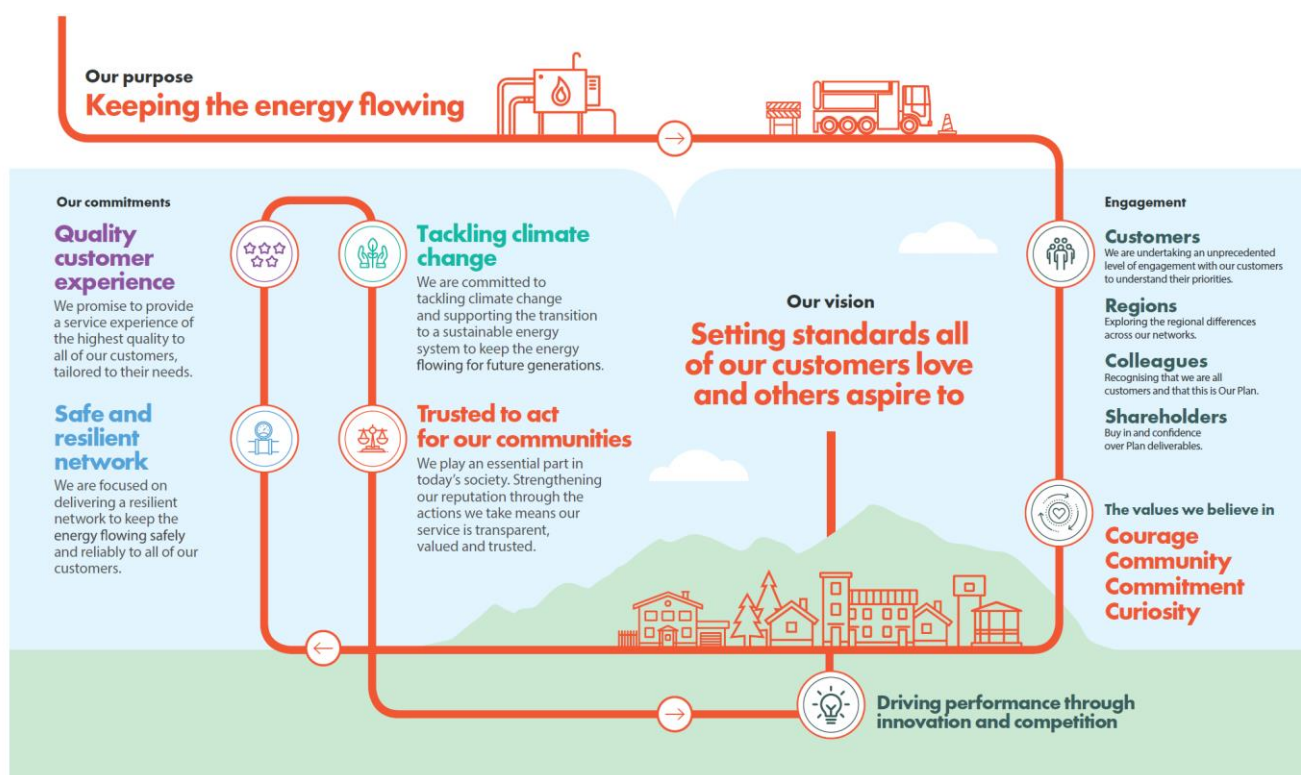 Our purpose
Keeping the energy flowing
Our commitments
Quality
customer
experience
We promise to provide
a service experience of
the highest quality to
all of our customers,
tailored to their needs.
Safe and
resilient
network
We are focused on
delivering a resilient
network to keep the
energy flowing safely
and reliably to all of our
customers.
Tackling climate
change
We are committed to
tackling climate change
and supporting the transition
to a sustainable energy
system to keep the energy
flowing for future generations.
Trusted to act
for our communities
We play an essential part in
today's society. Strengthening
our reputation through the
actions we take means our
service is transparent,
valued and trusted.
Our vision
Setting standards all
of our customers love
and others aspire to
Engagement
Customers
We are undertaking an unprecedented
level of engagement with our customers
to understand their priorities.
Regions
Exploring the regional differences
across our networks.
Colleagues
Recognising that we are all
customers and that this is Our Plan.
Shareholders
Buy in and confidence
over Plan deliverables.
The values we believe in
Courage
Community
Commitment
Curiosity
Driving performance through
innovation and competition